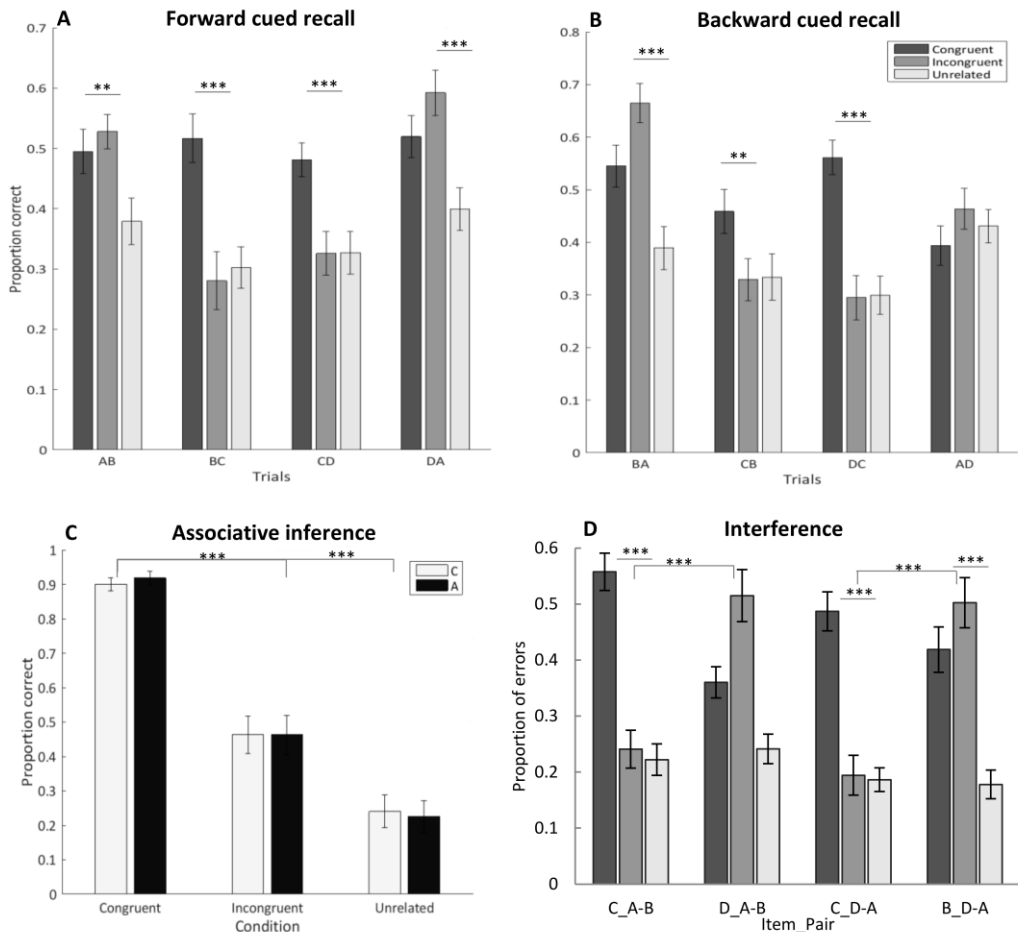 A Forward cued recall
0.7
0.6
0.5
0.4
0.3
0.2
0.1
0
Proportion correct
** *** *** ***
AB BC CD DA
Trials
B Backward cued recall
Congruent
Incongruent
Unrelated
0.8
0.7
0.6
0.5
0.4
0.3
0.2
0.1
0
Proportion correct
*** ** ***
BA CB DC AD
Trials
C Associative inference
1
0.9
0.8
0.7
0.6
0.5
0.4
0.3
0.2
0.1
0
Proportion correct
*** ***
C
A
Congruent Incongruent Unrelated
Condition
D Interference
0.6
0.5
0.4
0.3
0.2
0.1
0
Proportion of errors
*** *** *** *** ***
C_A-B D_A-B C_D-A B_D-A
Item_Pair